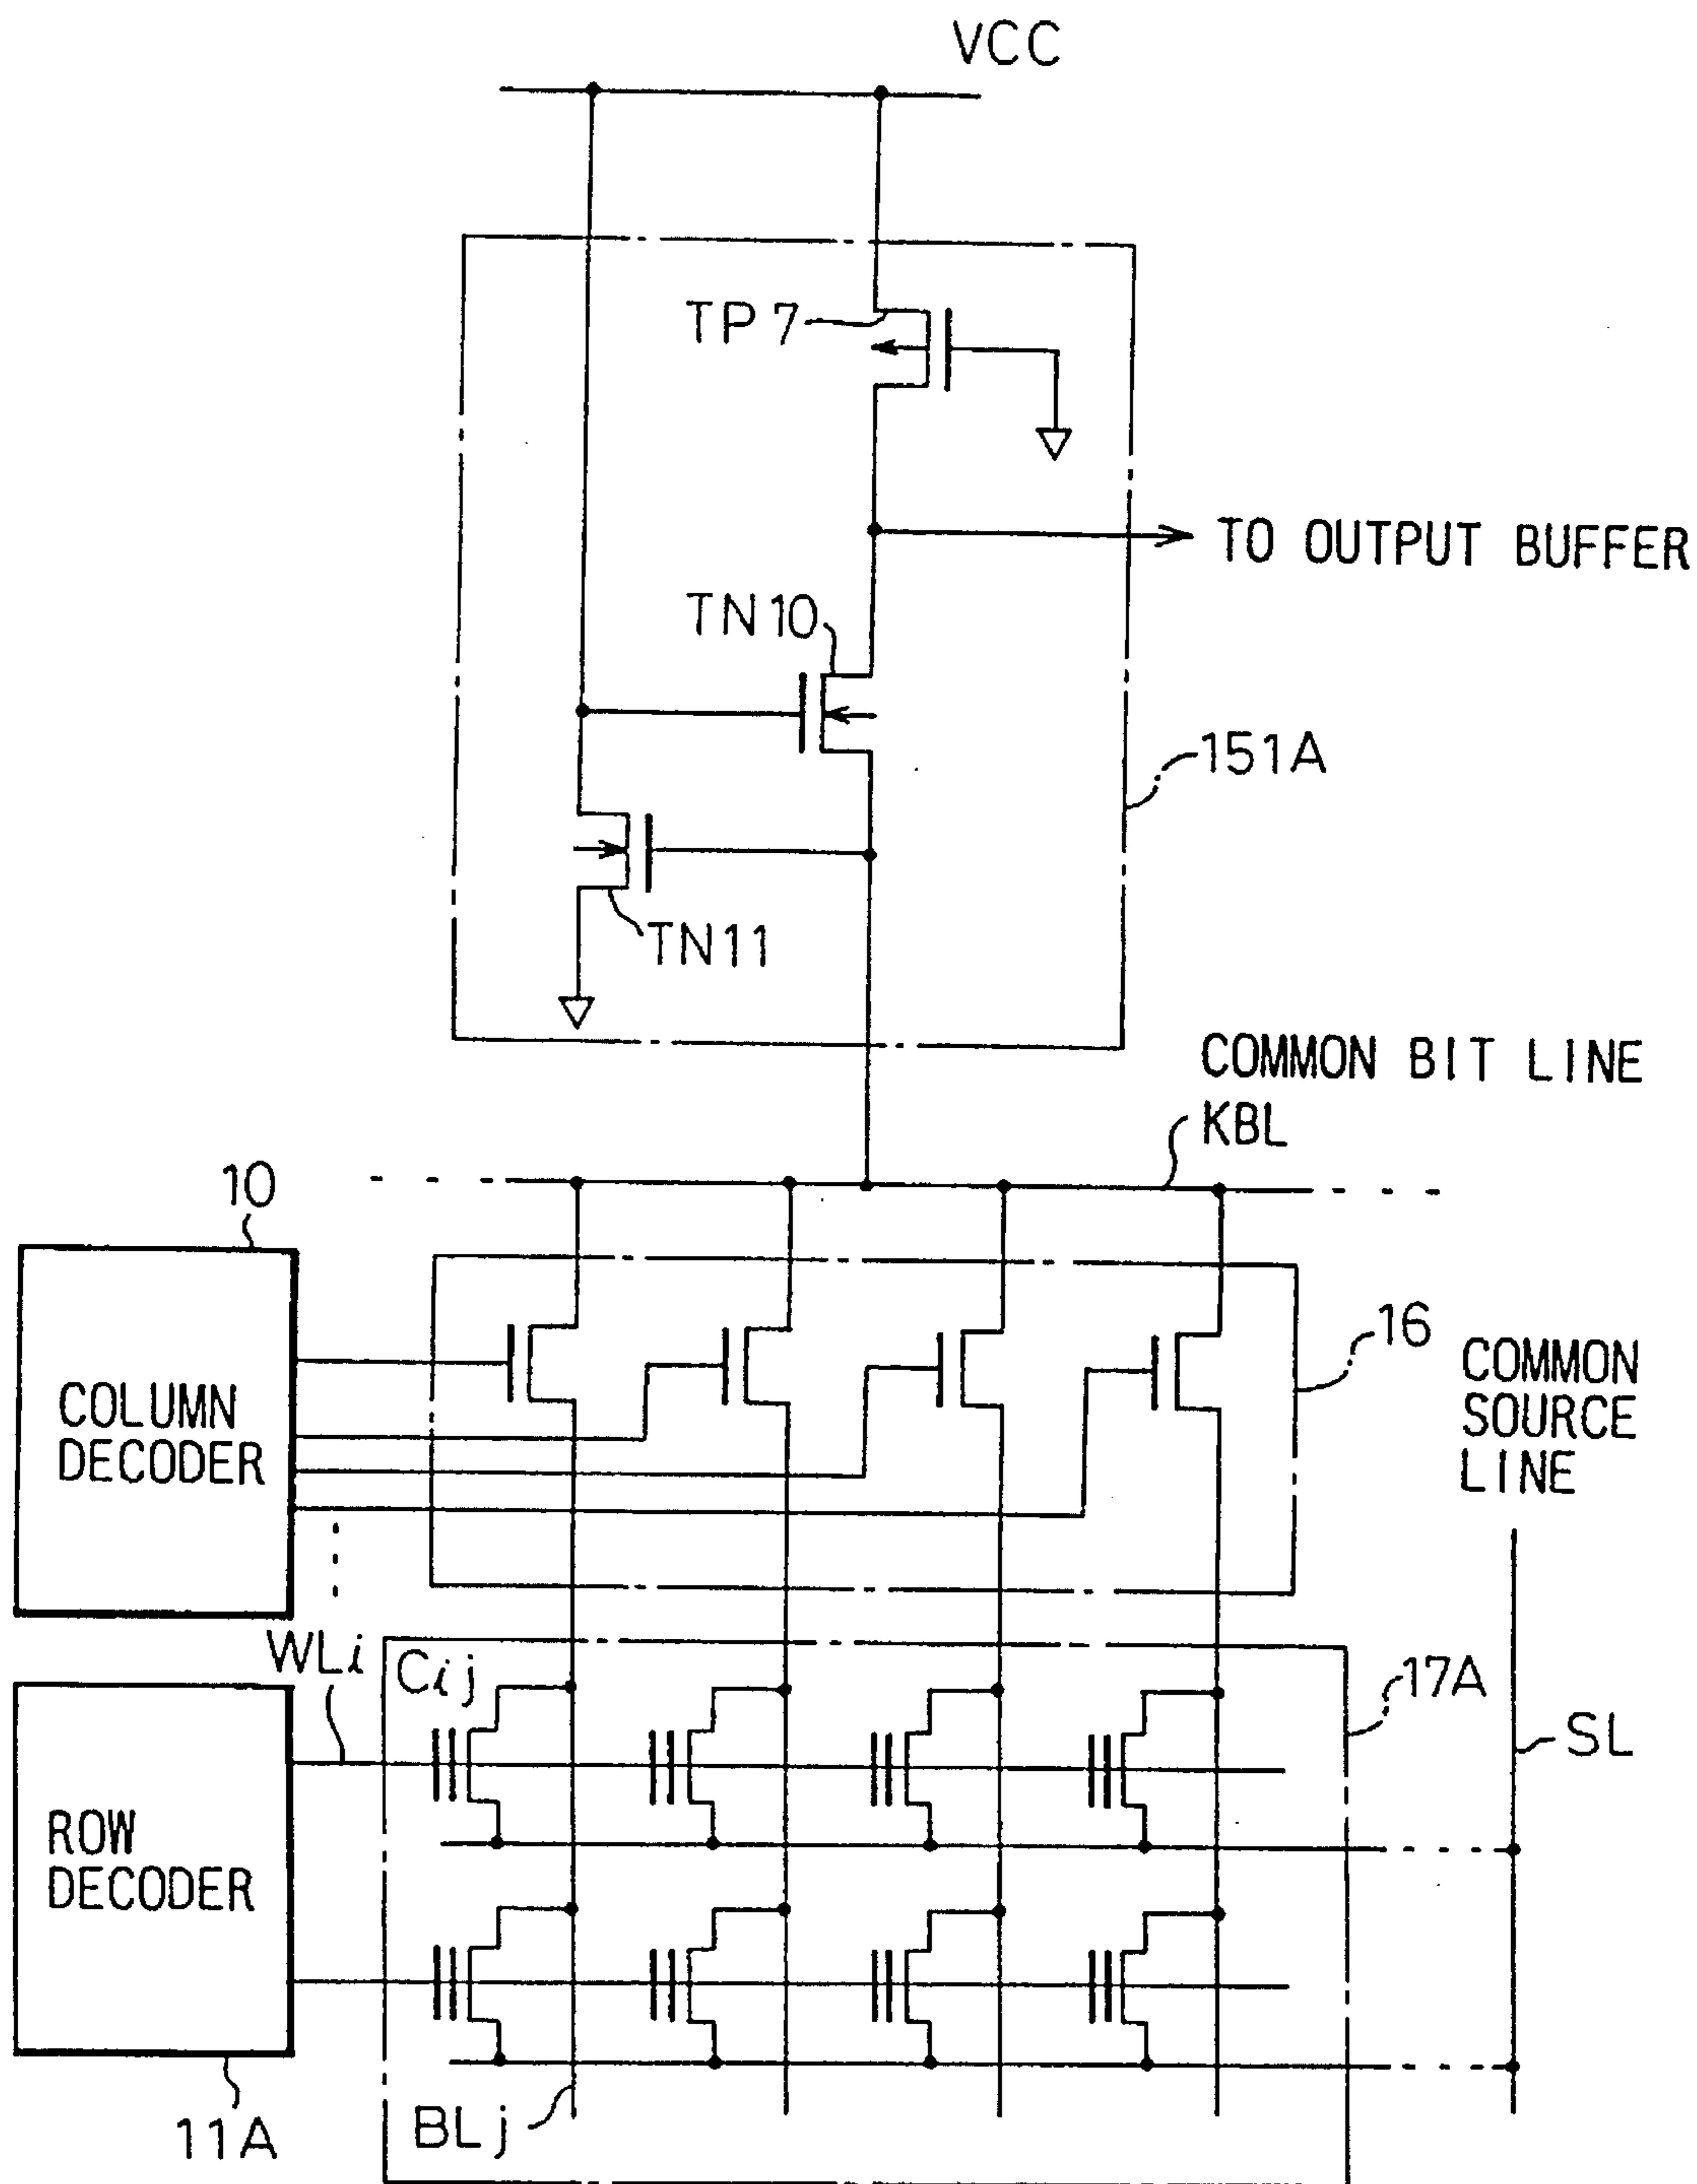 VCC
TP7
TO OUTPUT BUFFER
TN10
151A
TN11
COMMON BIT LINE
KBL
10
COLUMN
DECODER
16
COMMON
SOURCE
LINE
WLi
Cij
17A
SL
ROW
DECODER
11A
BLj